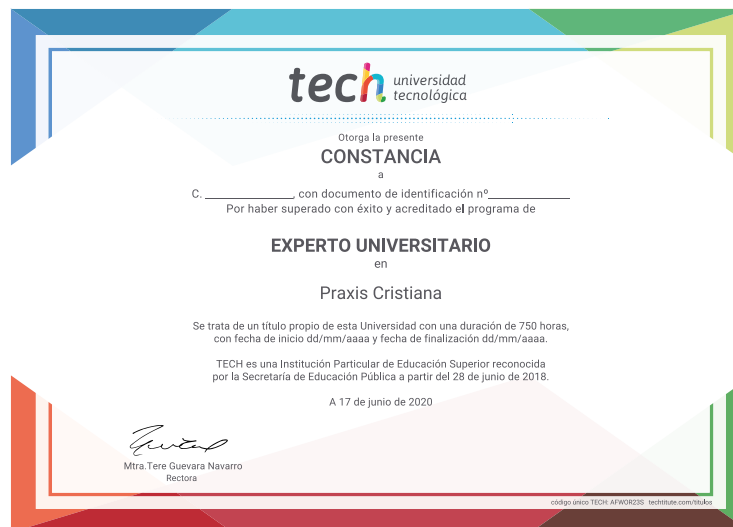 tech universidad
tecnológica
Otorga la presente
CONSTANCIA
a
C. ______________, con documento de identificación nº______________
Por haber superado con éxito y acreditado el programa de
EXPERTO UNIVERSITARIO
en
Praxis Cristiana
Se trata de un título propio de esta Universidad con una duración de 750 horas,
con fecha de inicio dd/mm/aaaa y fecha de finalización dd/mm/aaaa.
TECH es una Institución Particular de Educación Superior reconocida
por la Secretaría de Educación Pública a partir del 28 de junio de 2018.
A 17 de junio de 2020
Mtra.Tere Guevara Navarro
Rectora
código único TECH: AFWOR23S techtitute.com/titulos